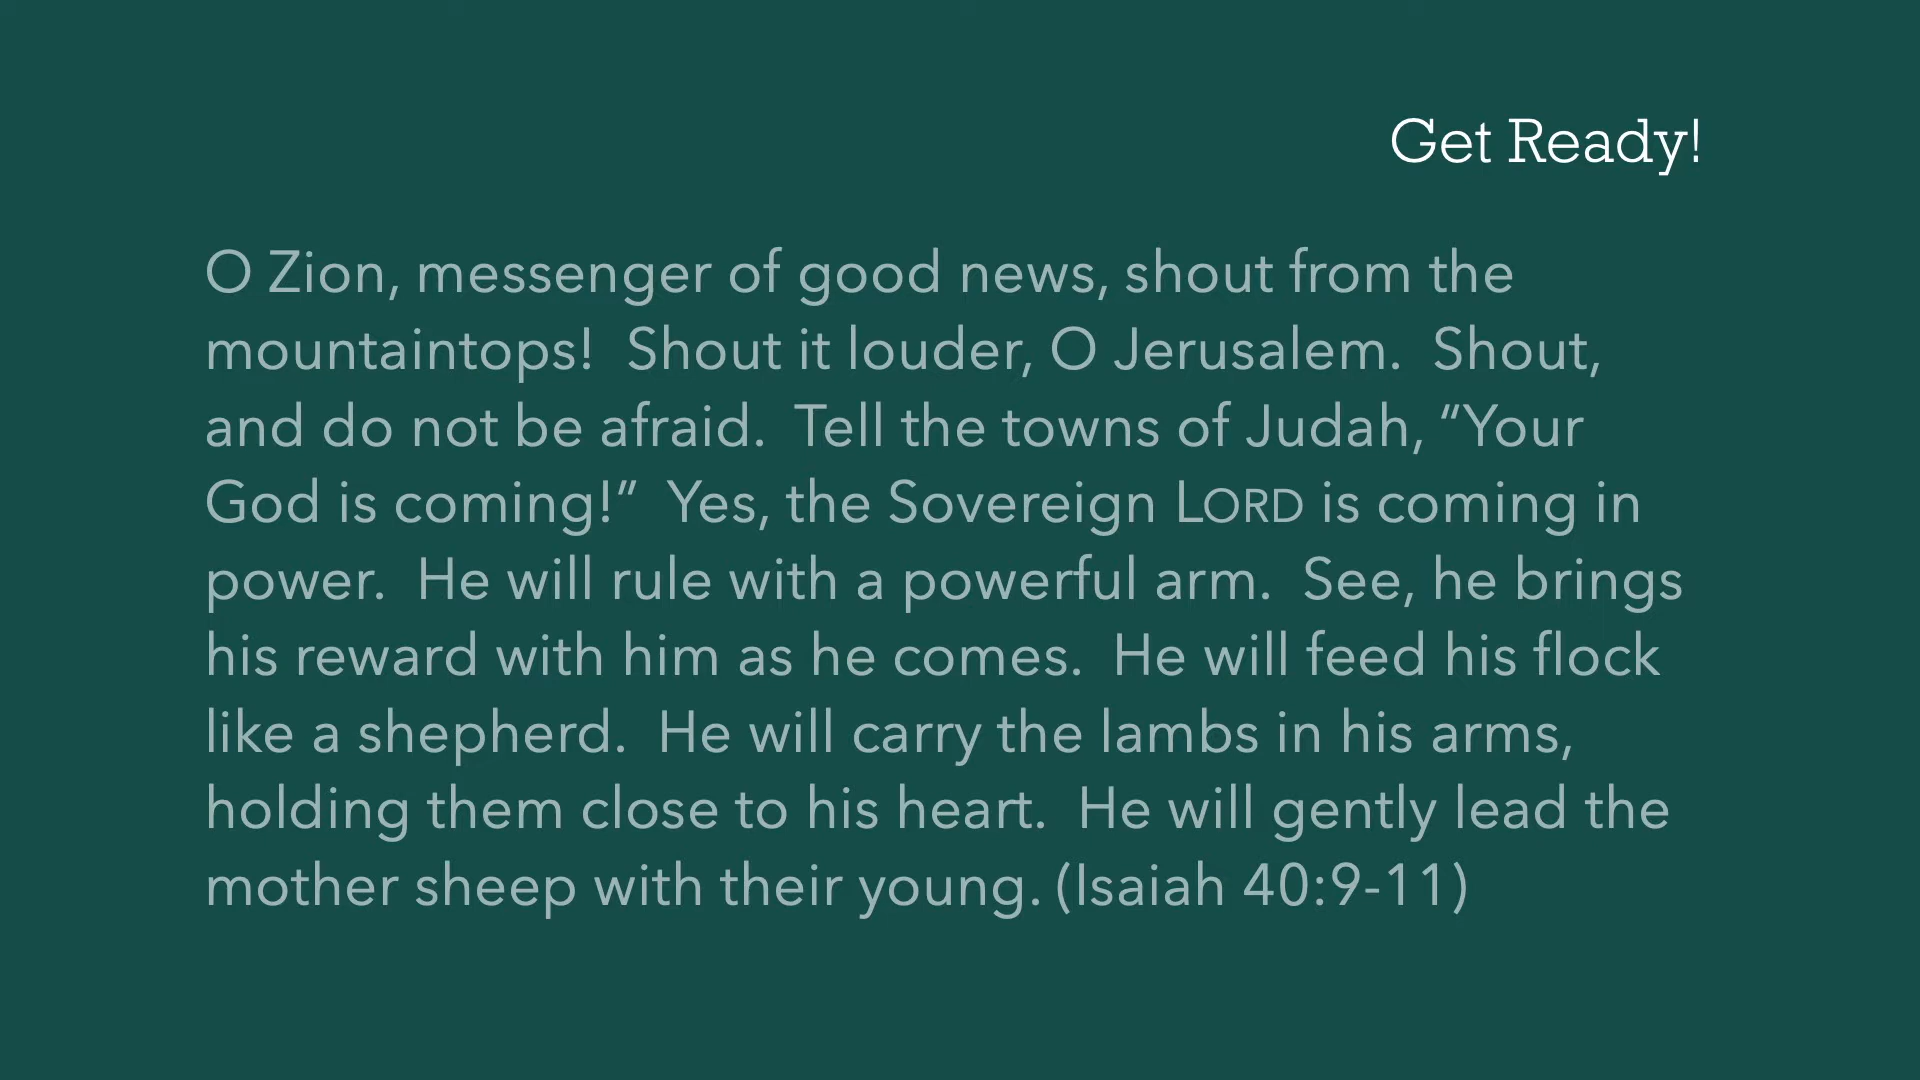 Get Ready!
O Zion, messenger of good news, shout from the
mountaintops!  Shout it louder, O Jerusalem.  Shout,
and do not be afraid.  Tell the towns of Judah, “Your
God is coming!”  Yes, the Sovereign LORD is coming in
power.  He will rule with a powerful arm.  See, he brings
his reward with him as he comes.  He will feed his flock
like a shepherd.  He will carry the lambs in his arms,
holding them close to his heart.  He will gently lead the
mother sheep with their young. (Isaiah 40:9-11)